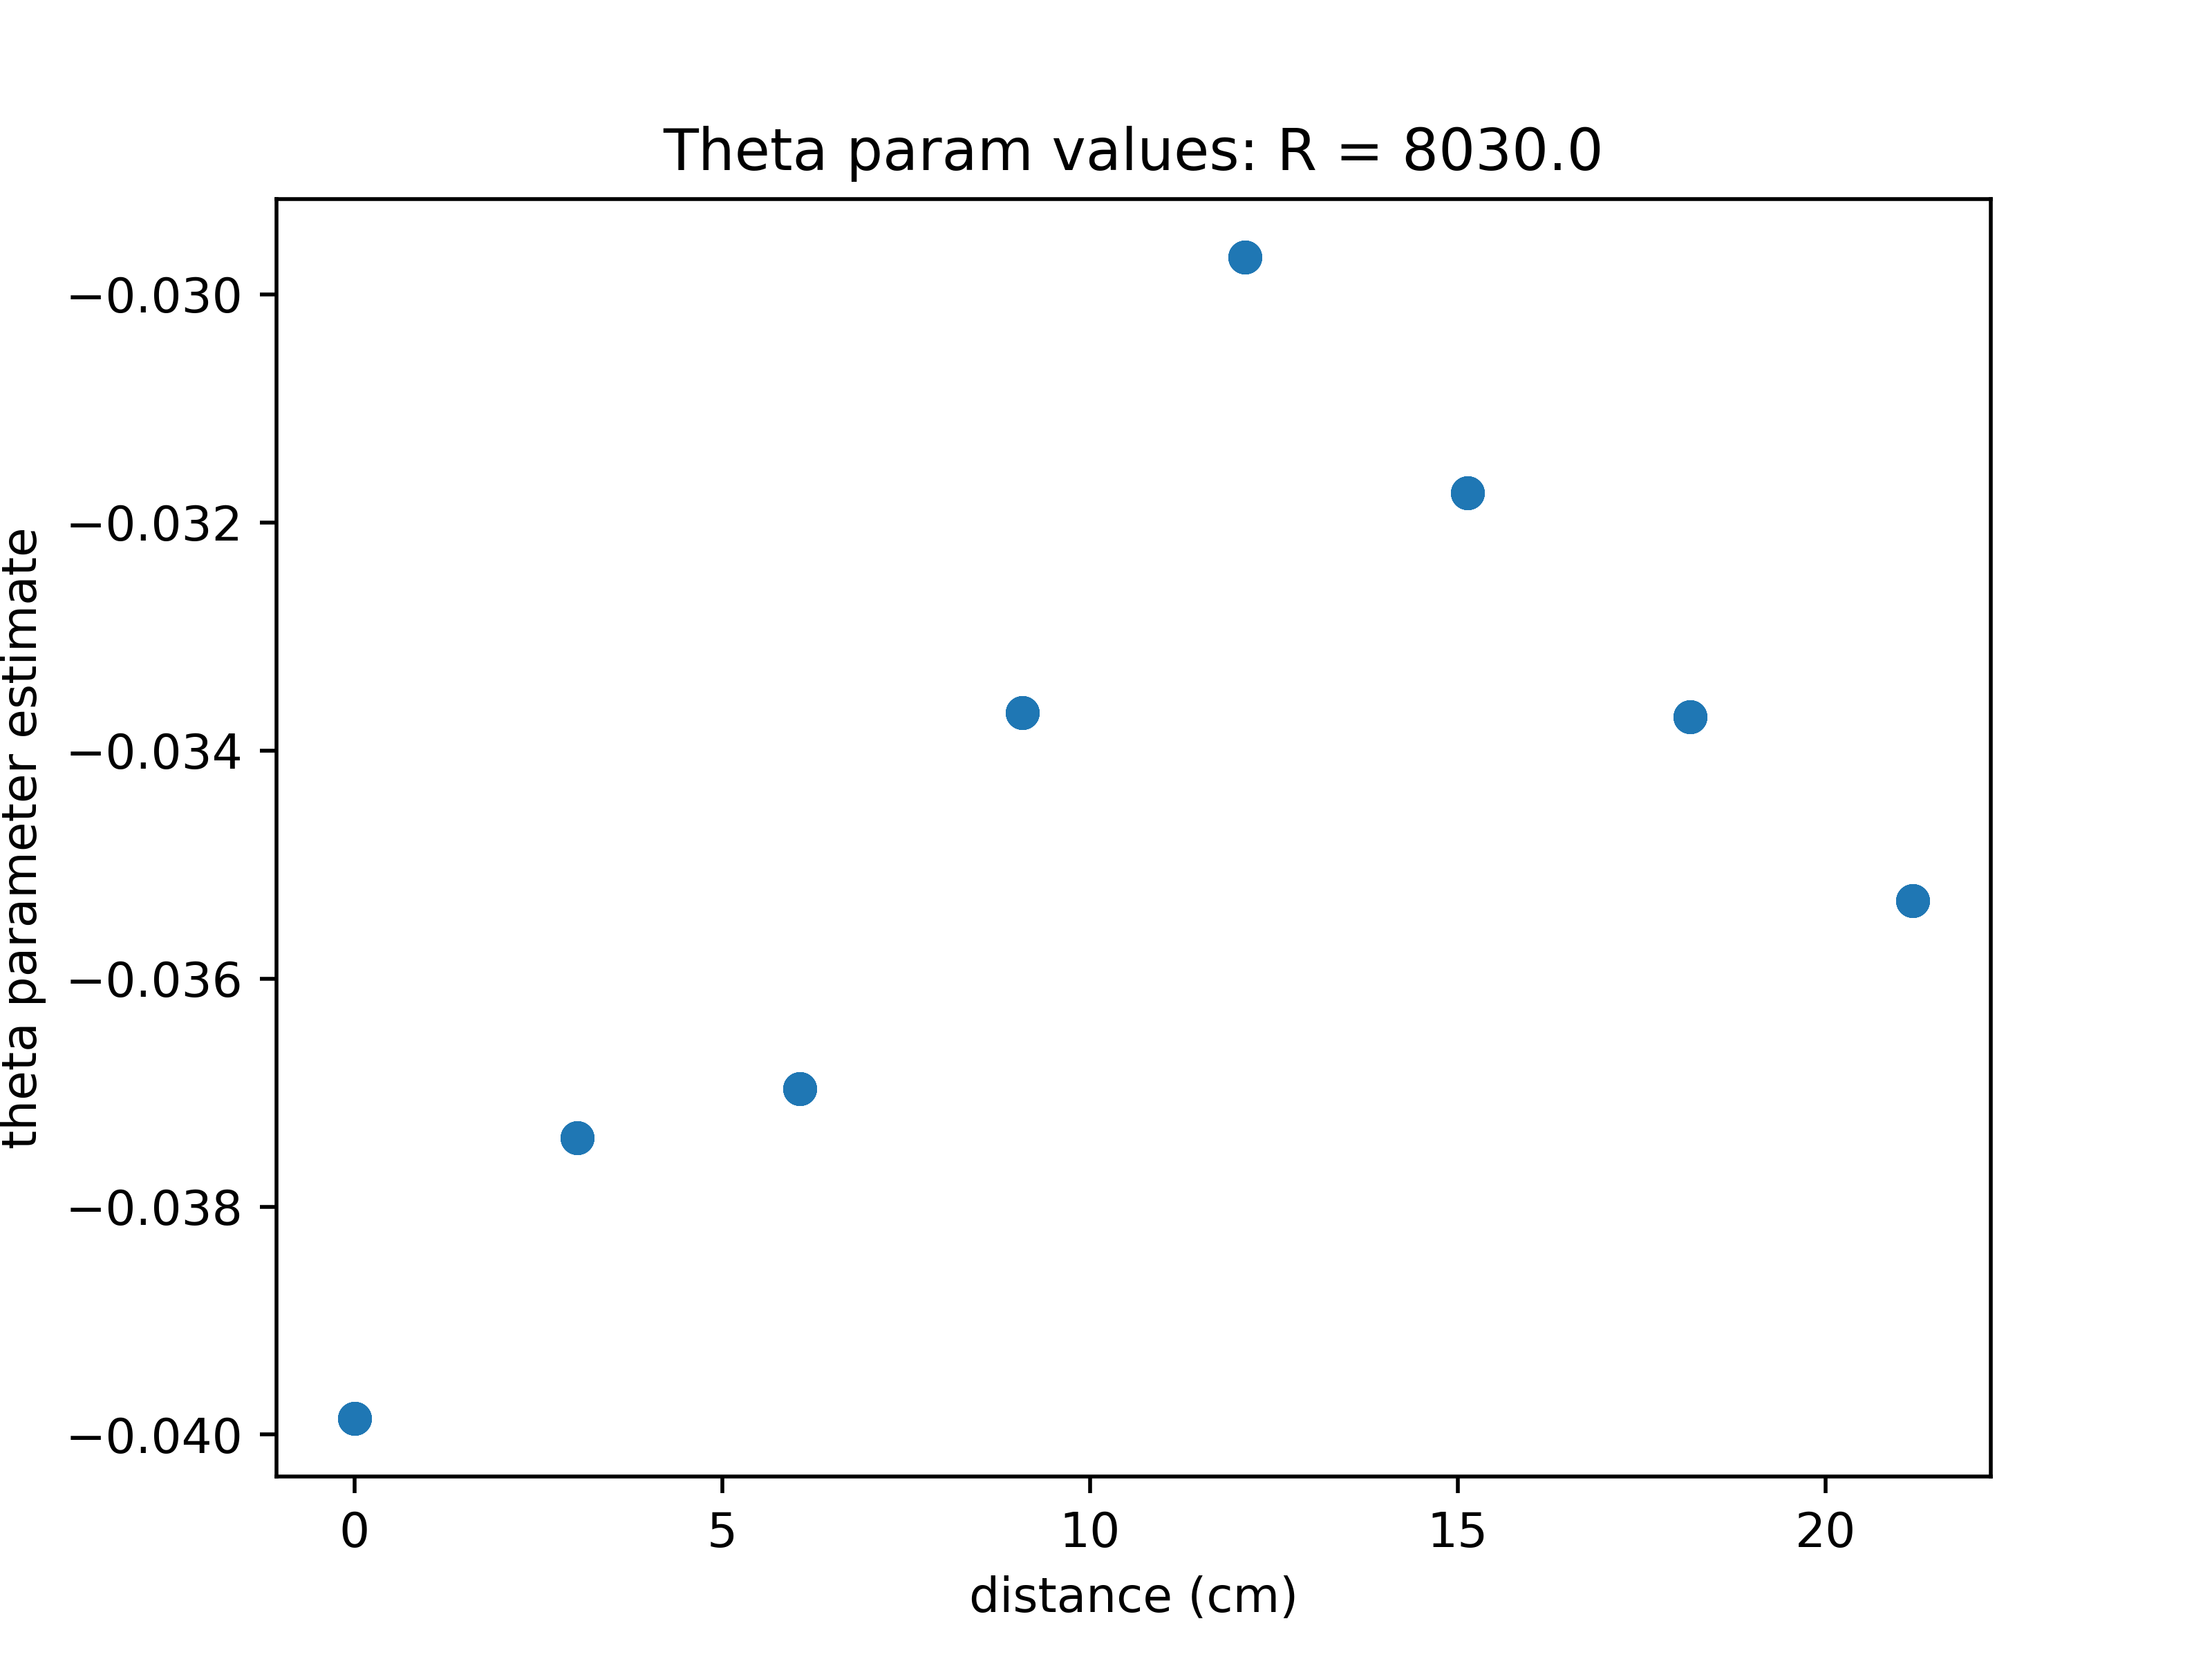 Theta param values: R = 8030.0
theta parameter estimate
−0.030
−0.032
−0.034
−0.036
−0.038
−0.040
0 5 10 15 20
distance (cm)